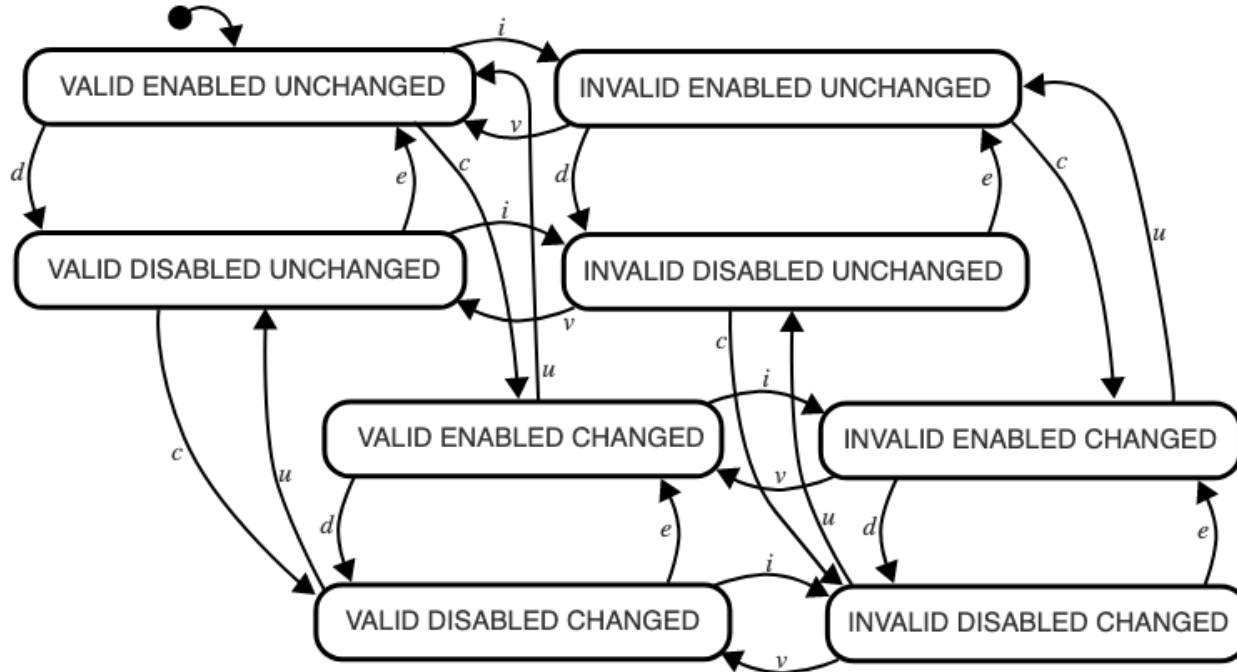 i
VALID ENABLED UNCHANGED
INVALID ENABLED UNCHANGED
v
c
c
d
e
d
e
i
u
VALID DISABLED UNCHANGED
INVALID DISABLED UNCHANGED
v
c
u
i
VALID ENABLED CHANGED
INVALID ENABLED CHANGED
c
u
v
u
d
e
d
e
i
VALID DISABLED CHANGED
INVALID DISABLED CHANGED
v